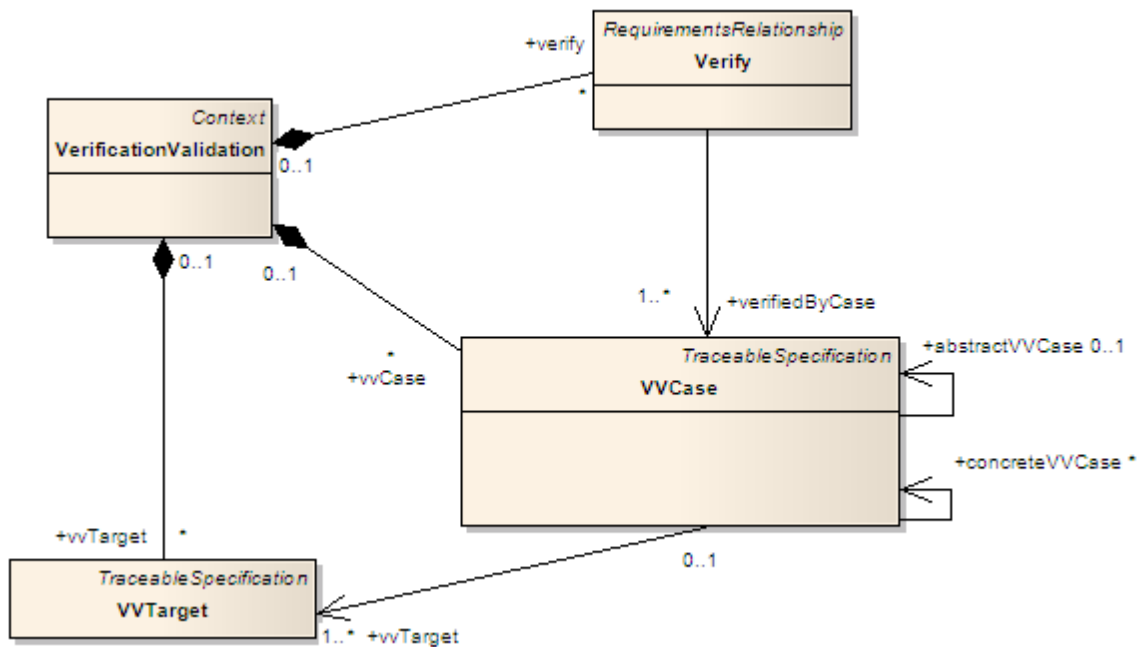 RequirementsRelationship
Verify
+verify
*
Context
VerificationValidation
0..1
0..1
0..1
1..*
+verifiedByCase
*
+vvCase
TraceableSpecification
VVCase
+abstractVVCase 0..1
+concreteVVCase *
+vvTarget
*
0..1
TraceableSpecification
VVTarget
1..* +vvTarget